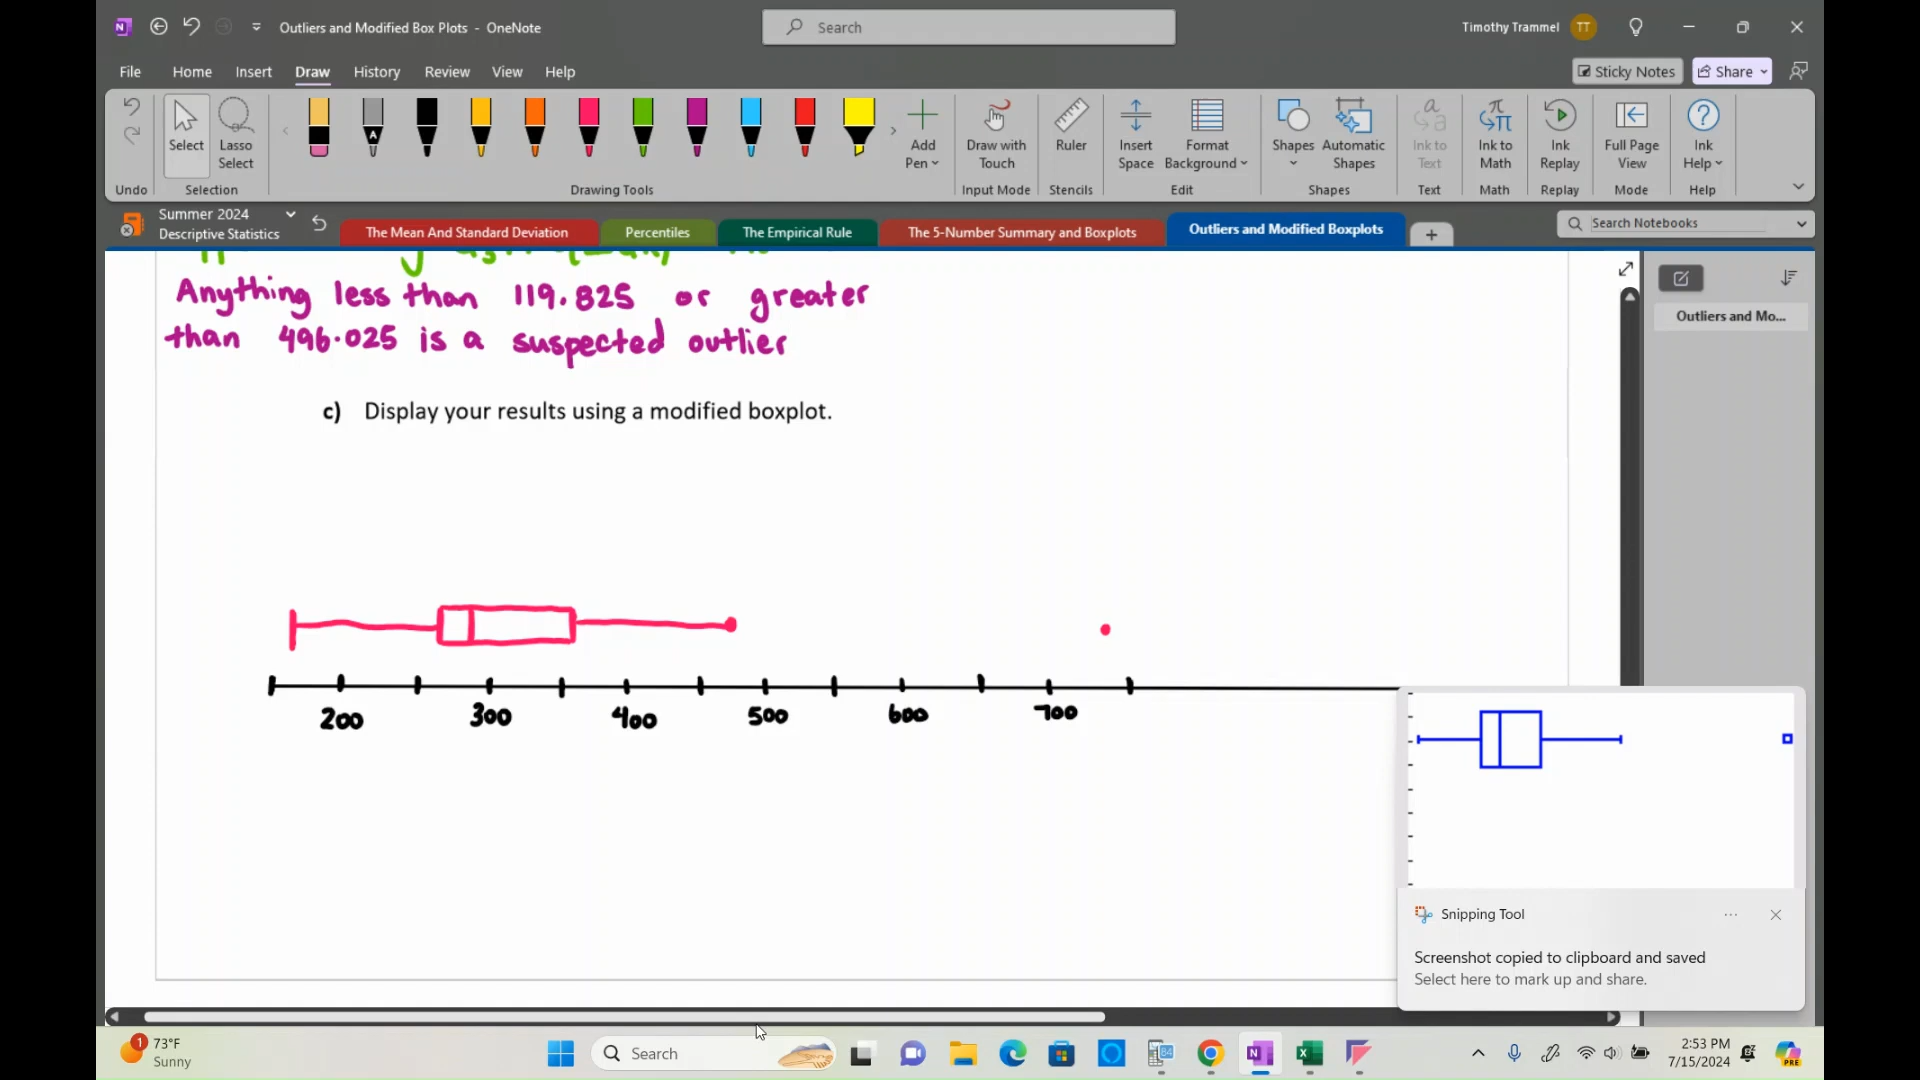 Outliers and Modified Box Plots - OneNote
Search
Timothy Trammel
TT
File Home Insert Draw History Review View Help
Sticky Notes
Share
Select
Lasso Select
Add Pen
Draw with Touch
Ruler
Insert Space
Format Background
Shapes
Automatic Shapes
Ink to Text
Ink to Math
Ink Replay
Full Page View
Ink Help
Undo
Selection
Drawing Tools
Input Mode
Stencils
Edit
Shapes
Text
Math
Replay
Mode
Help
Summer 2024
Descriptive Statistics
The Mean And Standard Deviation
Percentiles
The Empirical Rule
The 5-Number Summary and Boxplots
Outliers and Modified Boxplots
Search Notebooks
Outliers and Mo...
Anything less than 119.825 or greater
than 496.025 is a suspected outlier
c) Display your results using a modified boxplot.
200 300 400 500 600 700
Snipping Tool
Screenshot copied to clipboard and saved
Select here to mark up and share.
1
73°F
Sunny
Search
84
2:53 PM
7/15/2024
PRE